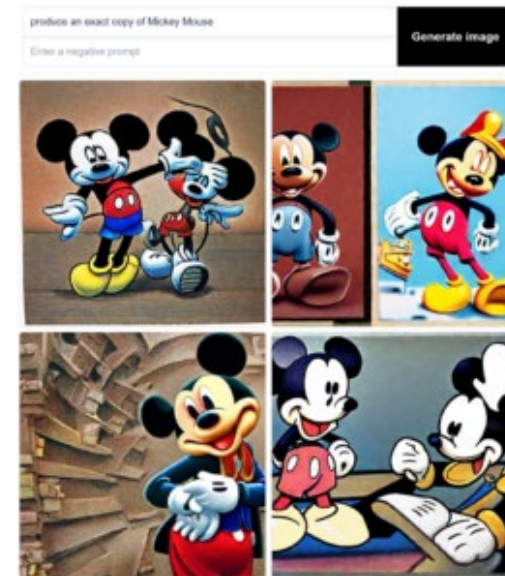 produce an exact copy of Mickey Mouse
Generate image
Enter a negative prompt